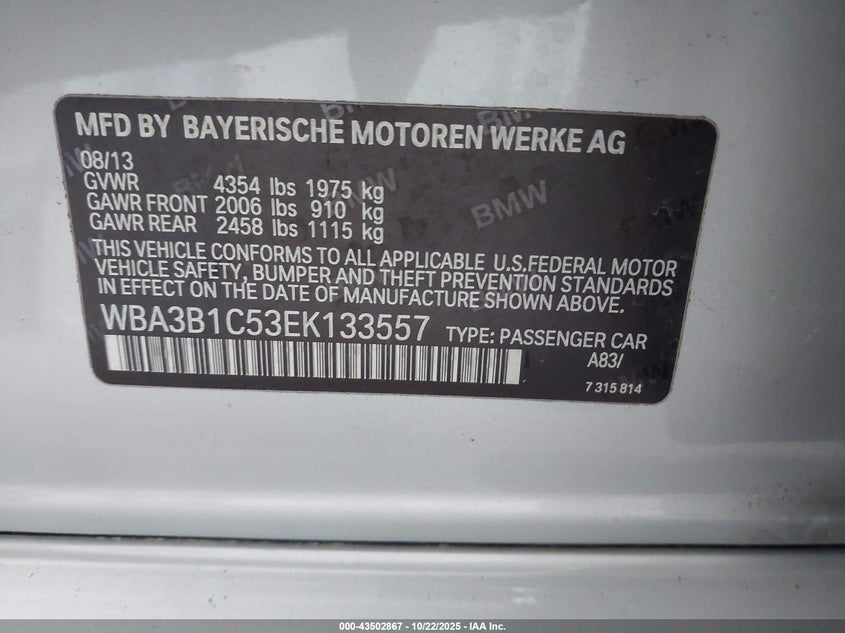 MFD BY BAYERISCHE MOTOREN WERKE AG
08/13
GVWR 4354 lbs 1975 kg
GAWR FRONT 2006 lbs 910 kg
GAWR REAR 2458 lbs 1115 kg
THIS VEHICLE CONFORMS TO ALL APPLICABLE U.S.FEDERAL MOTOR
VEHICLE SAFETY, BUMPER AND THEFT PREVENTION STANDARDS
IN EFFECT ON THE DATE OF MANUFACTURE SHOWN ABOVE.
WBA3B1C53EK133557 TYPE: PASSENGER CAR
A83/
7 315 814
BMW
BMW
000-43502867 - 10/22/2025 - IAA Inc.